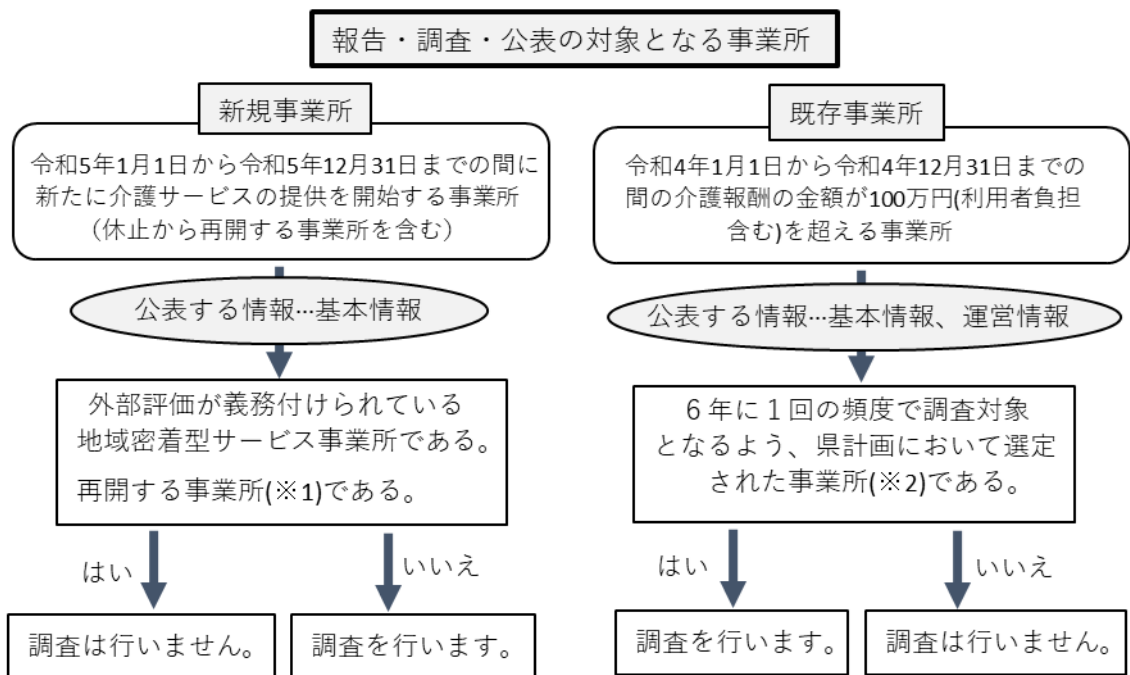 報告・調査・公表の対象となる事業所
新規事業所
令和5年1月1日から令和5年12月31日までの間に
新たに介護サービスの提供を開始する事業所
（休止から再開する事業所を含む）
公表する情報…基本情報
外部評価が義務付けられている
地域密着型サービス事業所である。
再開する事業所(※1)である。
はい
いいえ
調査は行いません。
調査を行います。
既存事業所
令和4年1月1日から令和4年12月31日までの
間の介護報酬の金額が100万円(利用者負担
含む)を超える事業所
公表する情報…基本情報、運営情報
６年に１回の頻度で調査対象
となるよう、県計画において選定
された事業所(※2)である。
はい
いいえ
調査を行います。
調査は行いません。